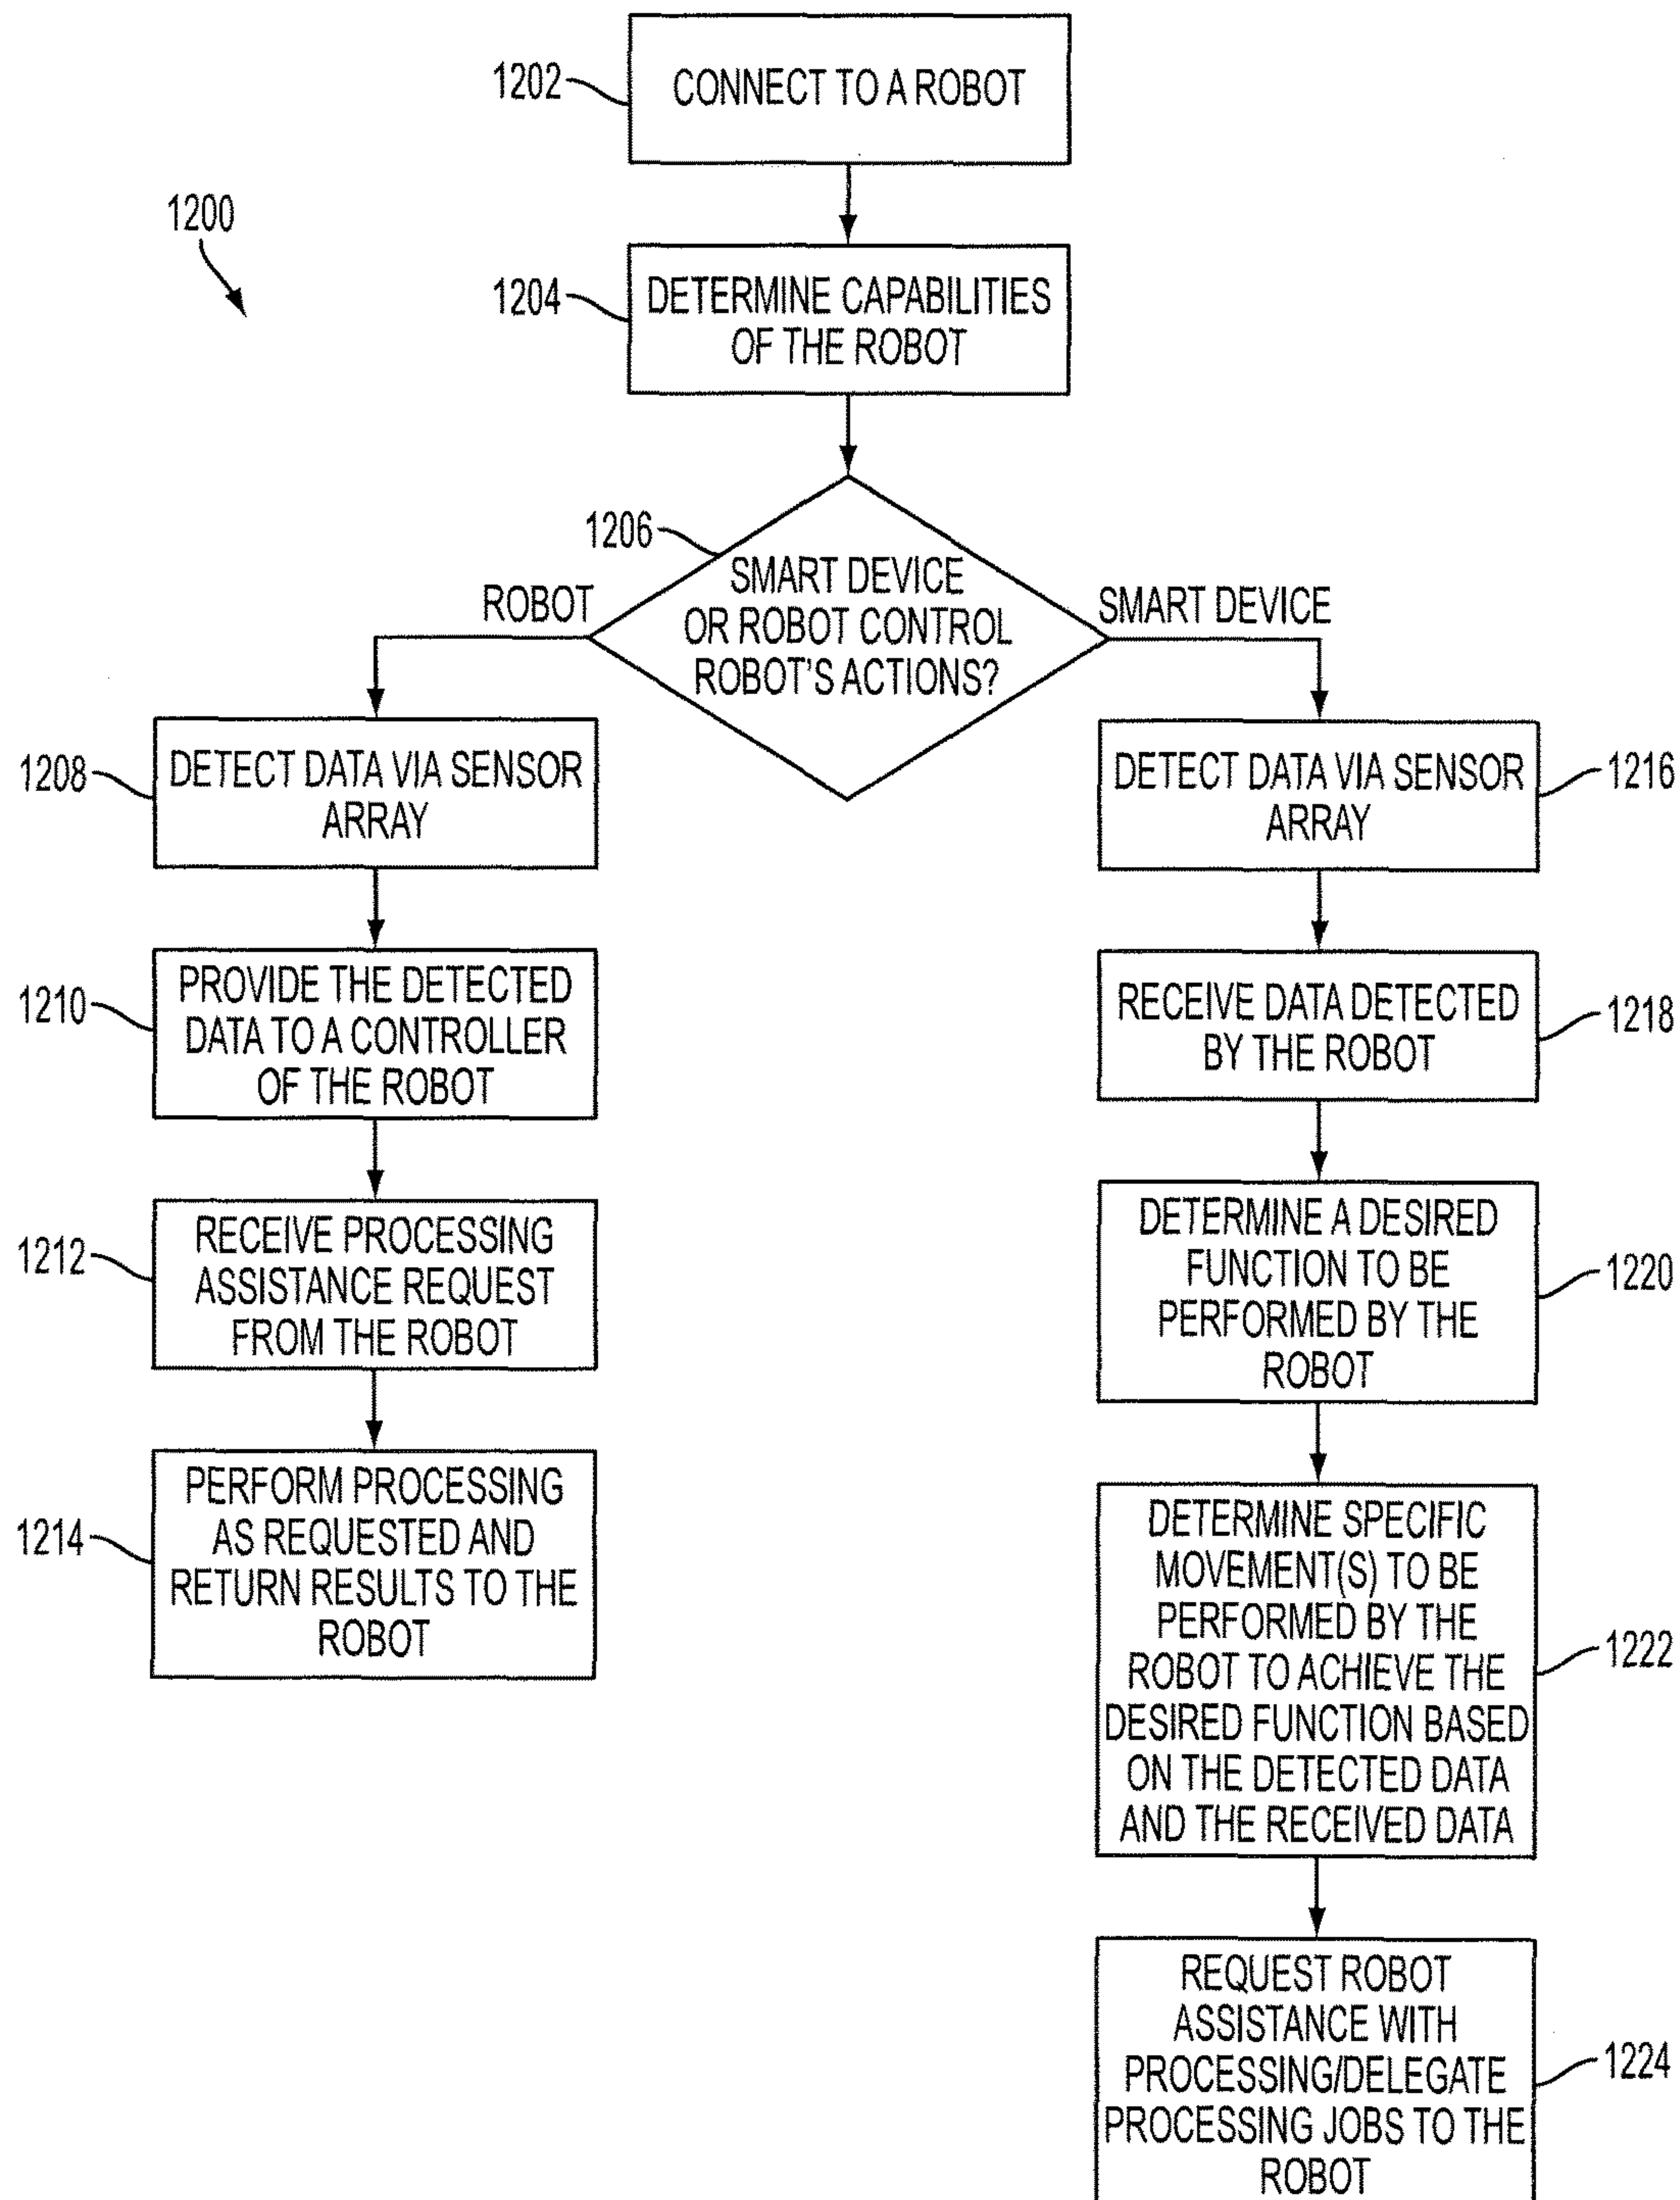 1202
CONNECT TO A ROBOT
1200
1204
DETERMINE CAPABILITIES
OF THE ROBOT
1206
SMART DEVICE
OR ROBOT CONTROL
ROBOT'S ACTIONS?
ROBOT
SMART DEVICE
1208
DETECT DATA VIA SENSOR
ARRAY
1210
PROVIDE THE DETECTED
DATA TO A CONTROLLER
OF THE ROBOT
1212
RECEIVE PROCESSING
ASSISTANCE REQUEST
FROM THE ROBOT
1214
PERFORM PROCESSING
AS REQUESTED AND
RETURN RESULTS TO THE
ROBOT
DETECT DATA VIA SENSOR
ARRAY
1216
RECEIVE DATA DETECTED
BY THE ROBOT
1218
DETERMINE A DESIRED
FUNCTION TO BE
PERFORMED BY THE
ROBOT
1220
DETERMINE SPECIFIC
MOVEMENT(S) TO BE
PERFORMED BY THE
ROBOT TO ACHIEVE THE
DESIRED FUNCTION BASED
ON THE DETECTED DATA
AND THE RECEIVED DATA
1222
REQUEST ROBOT
ASSISTANCE WITH
PROCESSING/DELEGATE
PROCESSING JOBS TO THE
ROBOT
1224